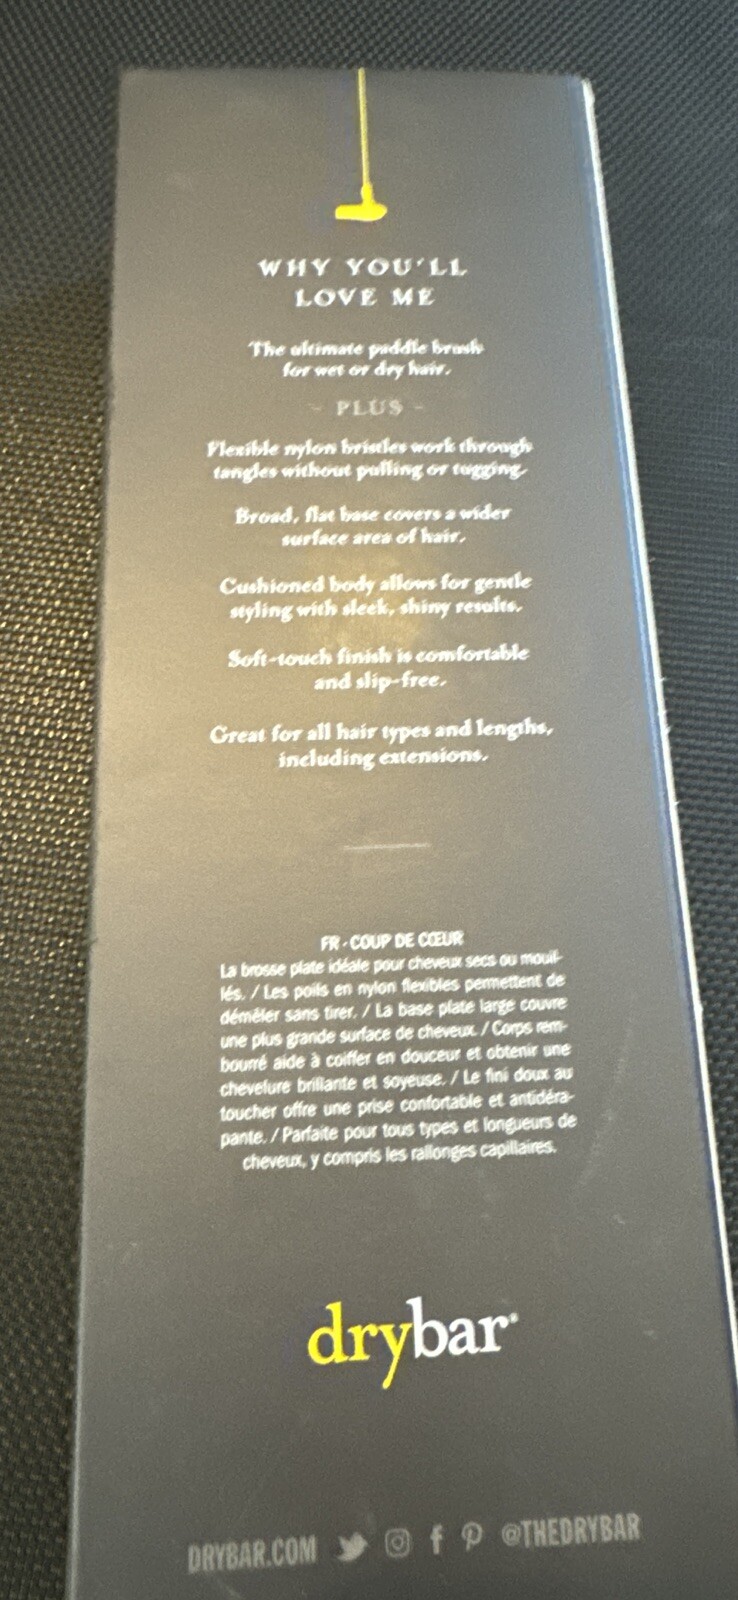 WHY YOU'LL
LOVE ME
The ultimate paddle brush
for wet or dry hair.
- PLUS -
Flexible nylon bristles work through
tangles without pulling or tugging.
Broad, flat base covers a wider
surface area of hair.
Cushioned body allows for gentle
styling with sleek, shiny results.
Soft-touch finish is comfortable
and slip-free.
Great for all hair types and lengths,
including extensions.
FR - COUP DE CŒUR
La brosse plate idéale pour cheveux secs ou mouil-
lés. / Les poils en nylon flexibles permettent de
démêler sans tirer. / La base plate large couvre
une plus grande surface de cheveux. / Corps rem-
bourré aide à coiffer en douceur et obtenir une
chevelure brillante et soyeuse. / Le fini doux au
toucher offre une prise confortable et antidéra-
pante. / Parfaite pour tous types et longueurs de
cheveux, y compris les rallonges capillaires.
drybar®
DRYBAR.COM @THEDRYBAR